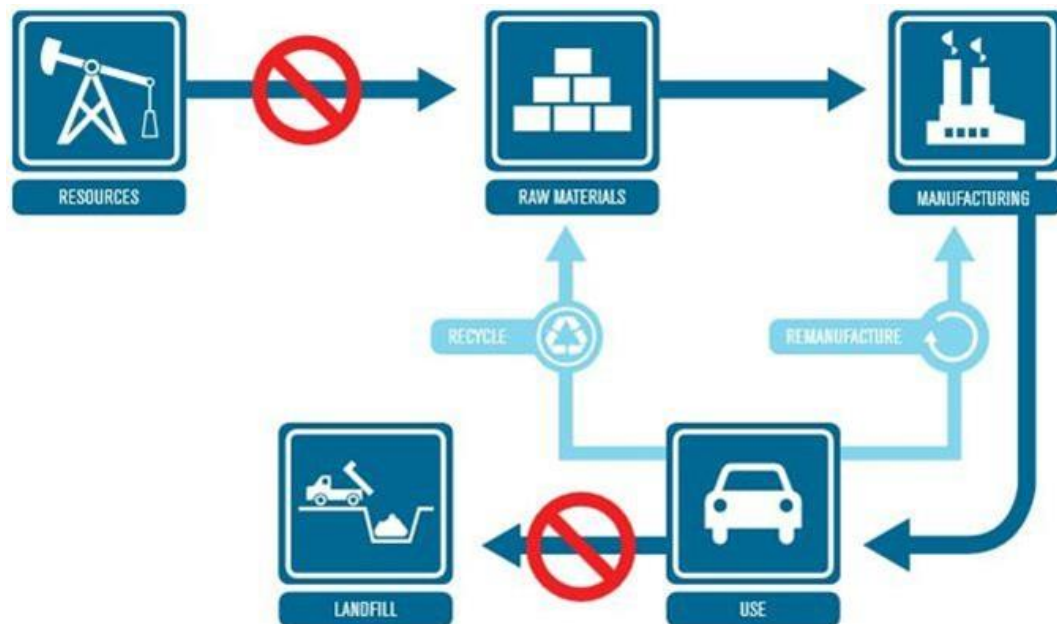 RESOURCES
RAW MATERIALS
MANUFACTURING
RECYCLE
REMANUFACTURE
LANDFILL
USE